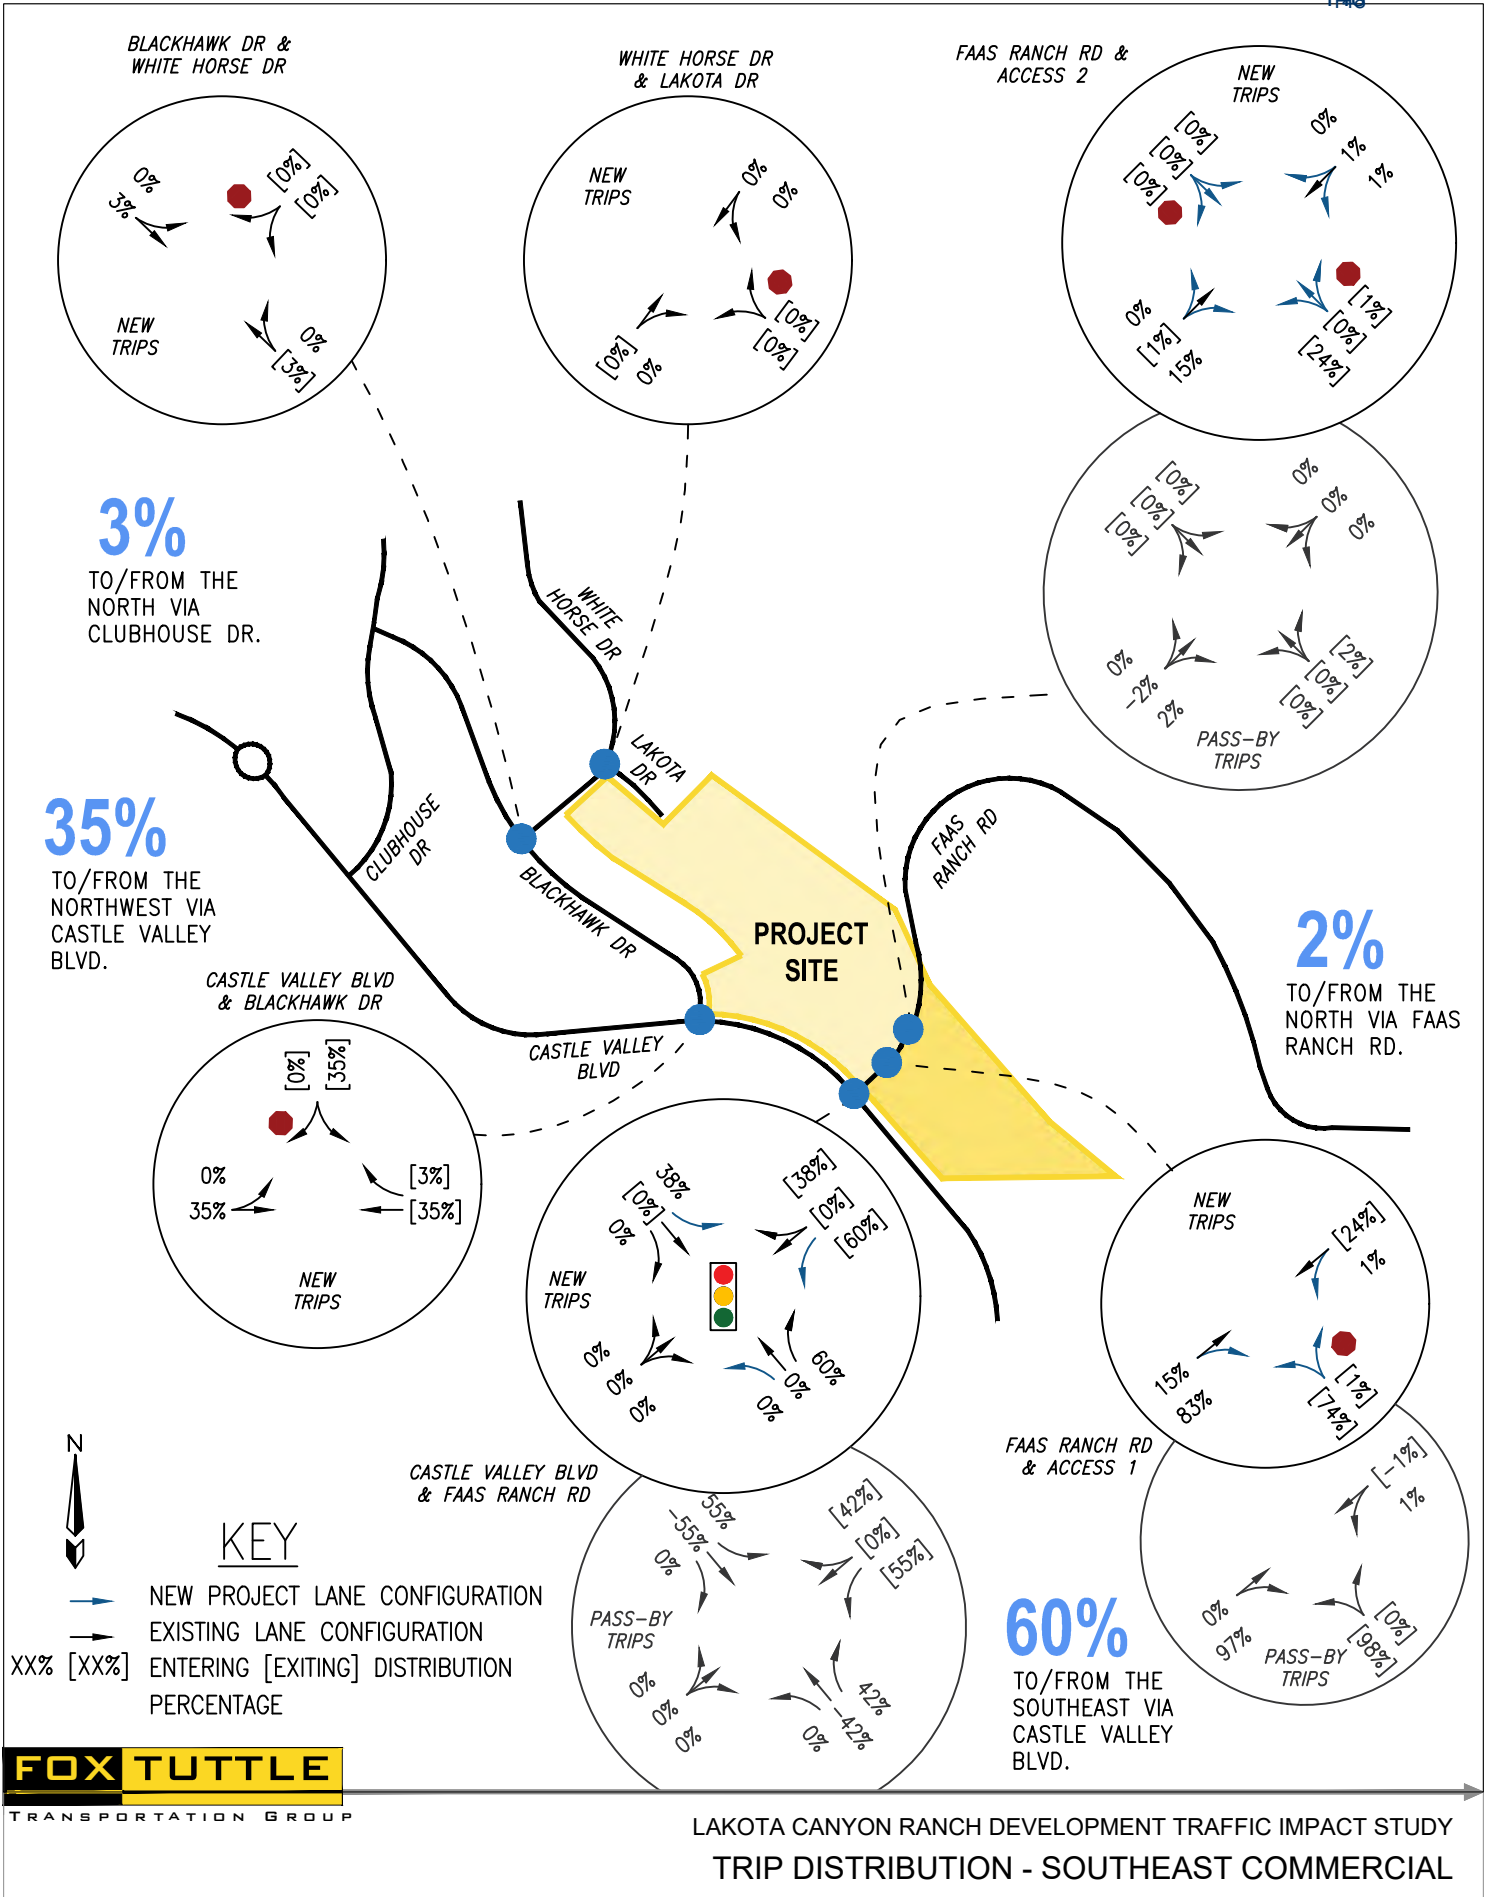 BLACKHAWK DR &
WHITE HORSE DR
0%
3%
[0%]
[0%]
NEW
TRIPS
0%
[3%]
WHITE HORSE DR
& LAKOTA DR
NEW
TRIPS
0%
0%
[0%]
0%
[0%]
[0%]
FAAS RANCH RD &
ACCESS 2
NEW
TRIPS
[0%]
[0%]
[0%]
0%
1%
1%
0%
[1%]
15%
[1%]
[0%]
[24%]
[0%]
[0%]
[0%]
0%
0%
0%
0%
-2%
2%
[2%]
[0%]
[0%]
PASS-BY
TRIPS
3%
TO/FROM THE
NORTH VIA
CLUBHOUSE DR.
WHITE
HORSE DR
LAKOTA
DR
CLUBHOUSE
DR
BLACKHAWK DR
FAAS
RANCH RD
35%
TO/FROM THE
NORTHWEST VIA
CASTLE VALLEY
BLVD.
PROJECT
SITE
2%
TO/FROM THE
NORTH VIA FAAS
RANCH RD.
CASTLE VALLEY BLVD
& BLACKHAWK DR
CASTLE VALLEY
BLVD
[0%]
[35%]
0%
35%
[3%]
[35%]
NEW
TRIPS
38%
[0%]
0%
[38%]
[0%]
[60%]
NEW
TRIPS
0%
0%
0%
60%
0%
0%
CASTLE VALLEY BLVD
& FAAS RANCH RD
55%
-55%
0%
[42%]
[0%]
[55%]
PASS-BY
TRIPS
0%
0%
0%
42%
-42%
0%
NEW
TRIPS
[24%]
1%
15%
83%
[1%]
[74%]
FAAS RANCH RD
& ACCESS 1
[-1%]
1%
0%
97%
[0%]
[98%]
PASS-BY
TRIPS
60%
TO/FROM THE
SOUTHEAST VIA
CASTLE VALLEY
BLVD.
N
KEY
NEW PROJECT LANE CONFIGURATION
EXISTING LANE CONFIGURATION
XX% [XX%] ENTERING [EXITING] DISTRIBUTION
PERCENTAGE
FOX TUTTLE
TRANSPORTATION GROUP
LAKOTA CANYON RANCH DEVELOPMENT TRAFFIC IMPACT STUDY
TRIP DISTRIBUTION - SOUTHEAST COMMERCIAL